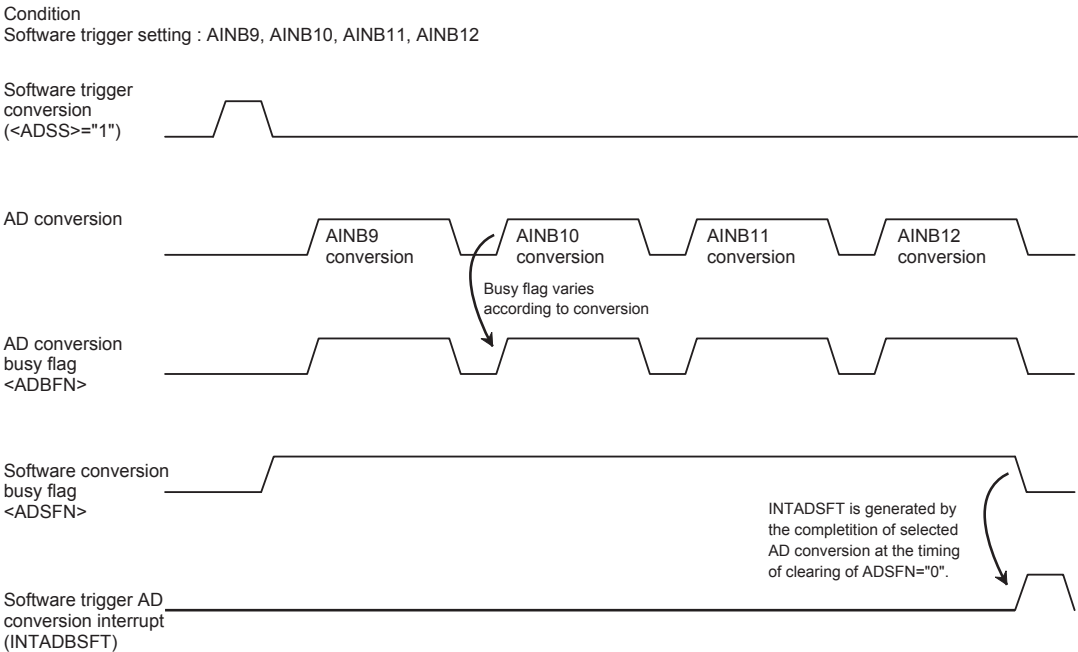 Condition
Software trigger setting : AINB9, AINB10, AINB11, AINB12
Software trigger
conversion
(<ADSS>="1")
AD conversion
AINB9
conversion
AINB10
conversion
AINB11
conversion
AINB12
conversion
Busy flag varies
according to conversion
AD conversion
busy flag
<ADBFN>
Software conversion
busy flag
<ADSFN>
INTADSFT is generated by
the completition of selected
AD conversion at the timing
of clearing of ADSFN="0".
Software trigger AD
conversion interrupt
(INTADBSFT)